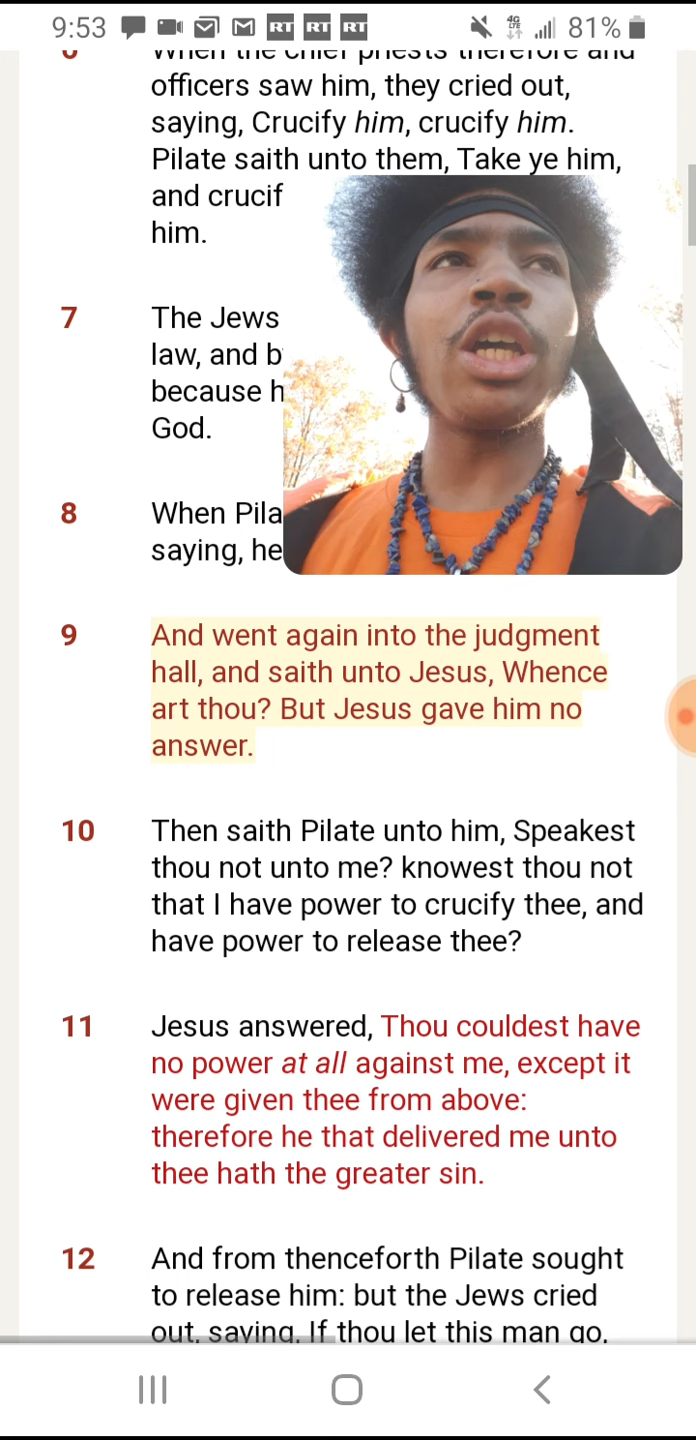 9:53 RT RT RT 4G LTE 81%
officers saw him, they cried out,
saying, Crucify him, crucify him.
Pilate saith unto them, Take ye him,
and crucif
him.
7 The Jews
law, and b
because h
God.
8 When Pila
saying, he
9 And went again into the judgment
hall, and saith unto Jesus, Whence
art thou? But Jesus gave him no
answer.
10 Then saith Pilate unto him, Speakest
thou not unto me? knowest thou not
that I have power to crucify thee, and
have power to release thee?
11 Jesus answered, Thou couldest have
no power at all against me, except it
were given thee from above:
therefore he that delivered me unto
thee hath the greater sin.
12 And from thenceforth Pilate sought
to release him: but the Jews cried
out, saying, If thou let this man go,